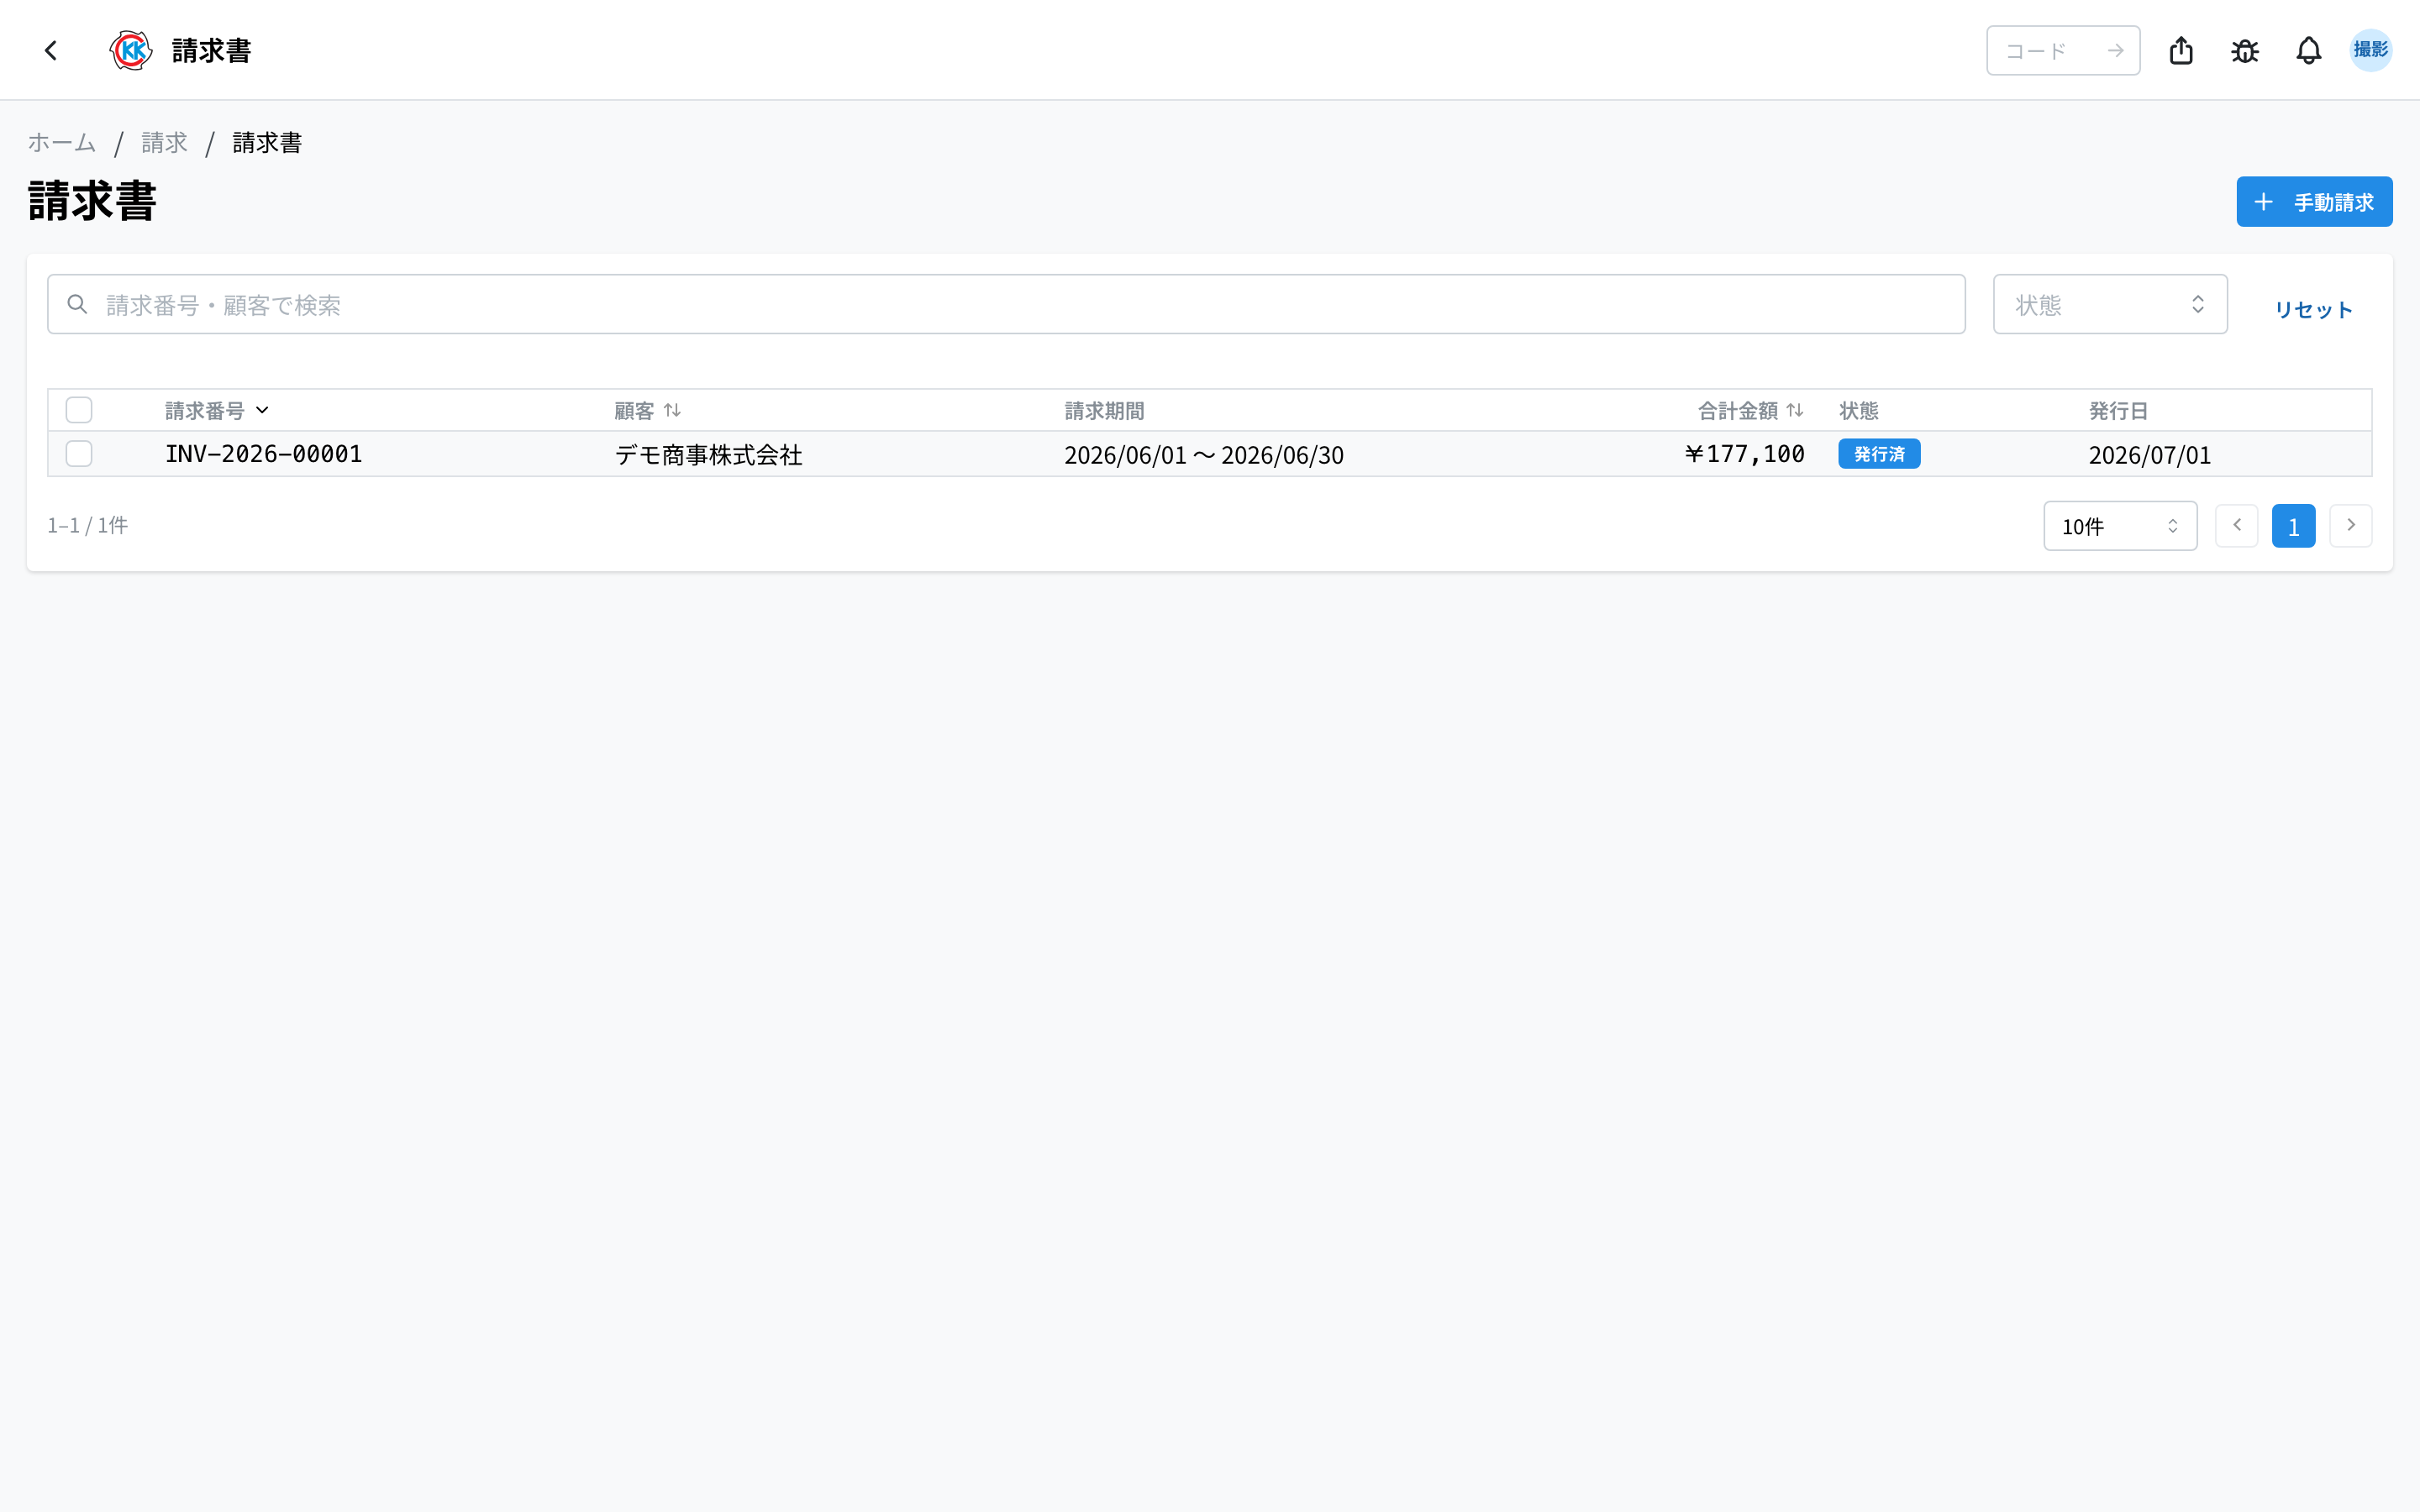 KK 請求書 コード 撮影
ホーム / 請求 / 請求書
請求書
手動請求
請求番号・顧客で検索 状態 リセット
請求番号 顧客 請求期間 合計金額 状態 発行日
INV-2026-00001 デモ商事株式会社 2026/06/01 〜 2026/06/30 ¥177,100 発行済 2026/07/01
1–1 / 1件 10件 1